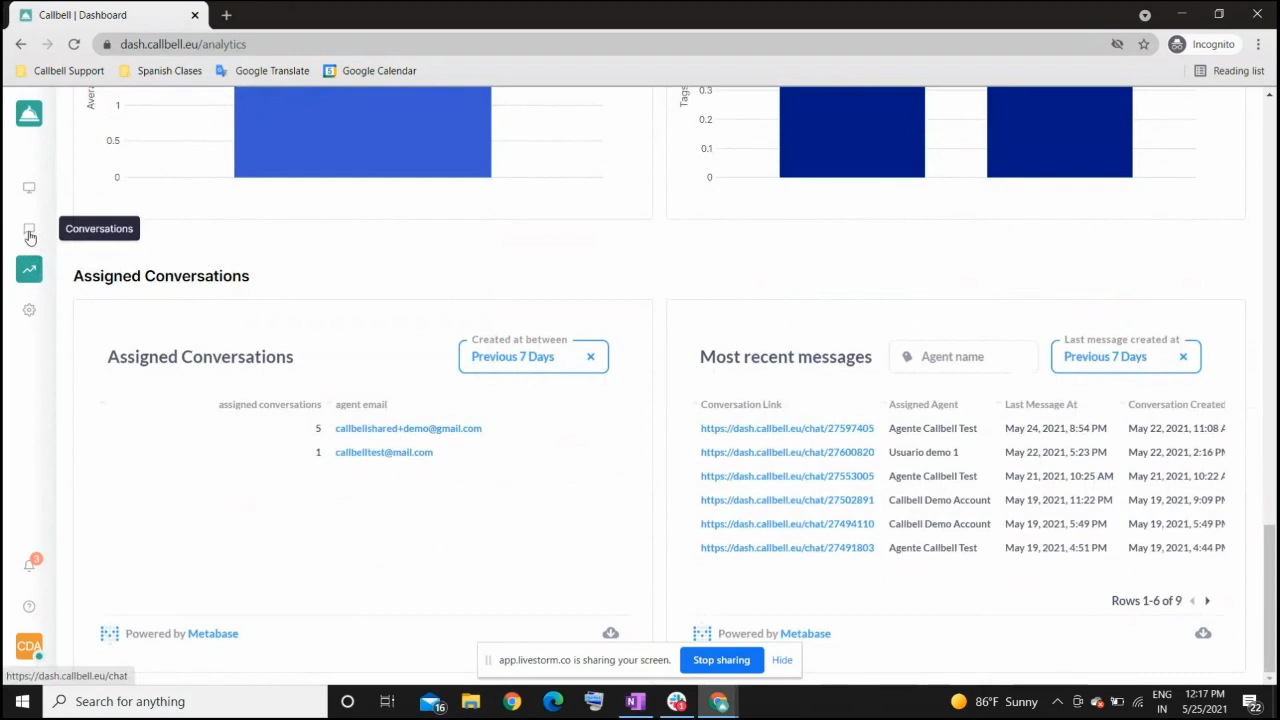 Callbell | Dashboard
dash.callbell.eu/analytics
Incognito
Callbell Support
Spanish Clases
Google Translate
Google Calendar
Reading list
1
0.5
0
0.3
0.2
0.1
0
Tags
Conversations
Assigned Conversations
Assigned Conversations
Created at between
Previous 7 Days
assigned conversations agent email
5 callbellshared+demo@gmail.com
1 callbelltest@mail.com
Powered by Metabase
Most recent messages
Agent name
Last message created at
Previous 7 Days
Conversation Link Assigned Agent Last Message At Conversation Created
https://dash.callbell.eu/chat/27597405 Agente Callbell Test May 24, 2021, 8:54 PM May 22, 2021, 11:08
https://dash.callbell.eu/chat/27600820 Usuario demo 1 May 22, 2021, 5:23 PM May 22, 2021, 2:16
https://dash.callbell.eu/chat/27553005 Agente Callbell Test May 21, 2021, 10:25 AM May 21, 2021, 10:22
https://dash.callbell.eu/chat/27502891 Callbell Demo Account May 19, 2021, 11:22 PM May 19, 2021, 9:09
https://dash.callbell.eu/chat/27494110 Callbell Demo Account May 19, 2021, 5:49 PM May 19, 2021, 5:49
https://dash.callbell.eu/chat/27491803 Agente Callbell Test May 19, 2021, 4:51 PM May 19, 2021, 4:44
Rows 1-6 of 9
Powered by Metabase
3
CDA
app.livestorm.co is sharing your screen.
Stop sharing
Hide
https://dash.callbell.eu/chat
Type here to search
16
1
86°F Sunny
ENG
IN
12:17 PM
5/25/2021
22